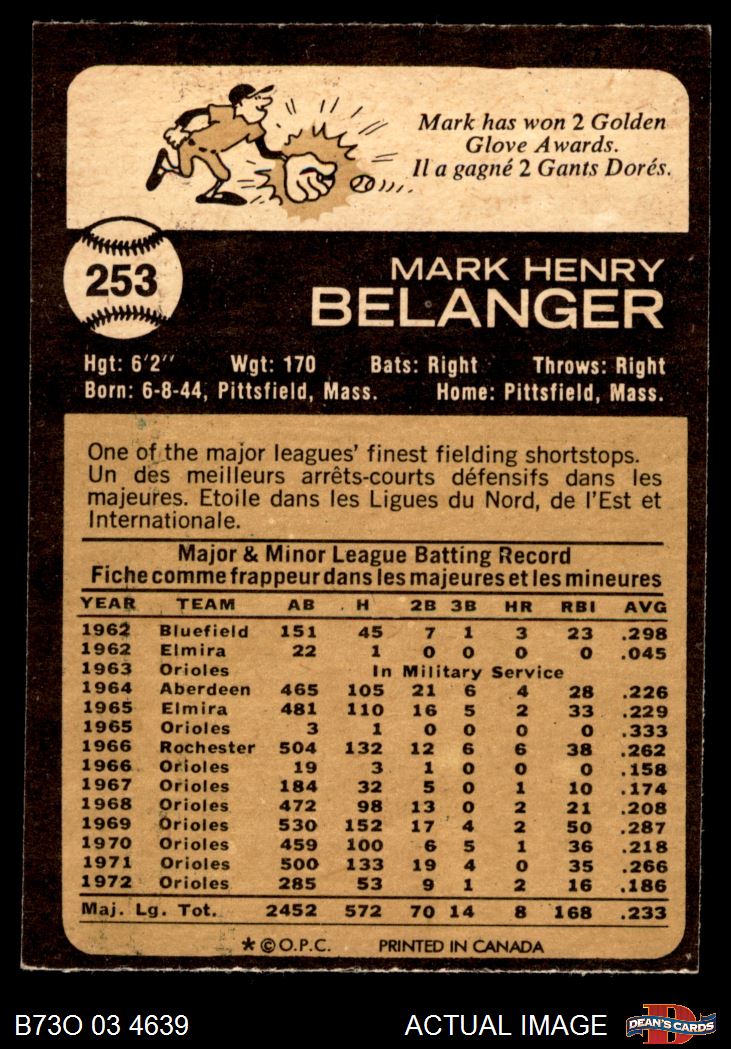 Mark has won 2 Golden
Glove Awards.
Il a gagné 2 Gants Dorés.
253
MARK HENRY
BELANGER
Hgt: 6'2" Wgt: 170 Bats: Right Throws: Right
Born: 6-8-44, Pittsfield, Mass. Home: Pittsfield, Mass.
One of the major leagues' finest fielding shortstops.
Un des meilleurs arrêts-courts défensifs dans les
majeures. Etoile dans les Ligues du Nord, de l'Est et
Internationale.
Major & Minor League Batting Record
Fiche comme frappeur dans les majeures et les mineures
YEAR TEAM AB H 2B 3B HR RBI AVG
1962 Bluefield 151 45 7 1 3 23 .298
1962 Elmira 22 1 0 0 0 0 .045
1963 Orioles In Military Service
1964 Aberdeen 465 105 21 6 4 28 .226
1965 Elmira 481 110 16 5 2 33 .229
1965 Orioles 3 1 0 0 0 0 .333
1966 Rochester 504 132 12 6 6 38 .262
1966 Orioles 19 3 1 0 0 0 .158
1967 Orioles 184 32 5 0 1 10 .174
1968 Orioles 472 98 13 0 2 21 .208
1969 Orioles 530 152 17 4 2 50 .287
1970 Orioles 459 100 6 5 1 36 .218
1971 Orioles 500 133 19 4 0 35 .266
1972 Orioles 285 53 9 1 2 16 .186
Maj. Lg. Tot. 2452 572 70 14 8 168 .233
* © O.P.C. PRINTED IN CANADA
B73O 03 4639 ACTUAL IMAGE
DEAN'S CARDS